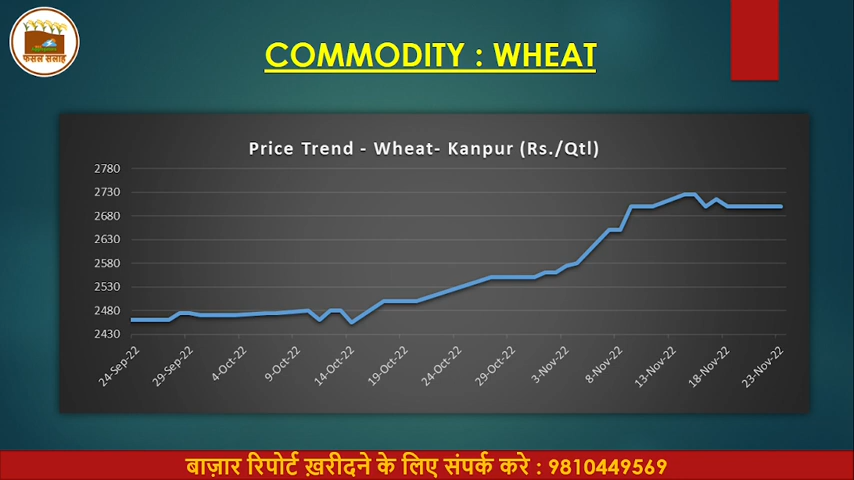 फसल सलाह
COMMODITY : WHEAT
Price Trend - Wheat- Kanpur (Rs./Qtl)
2780
2730
2680
2630
2580
2530
2480
2430
24-Sep-22 29-Sep-22 4-Oct-22 9-Oct-22 14-Oct-22 19-Oct-22 24-Oct-22 29-Oct-22 3-Nov-22 8-Nov-22 13-Nov-22 18-Nov-22 23-Nov-22
बाज़ार रिपोर्ट ख़रीदने के लिए संपर्क करे : 9810449569